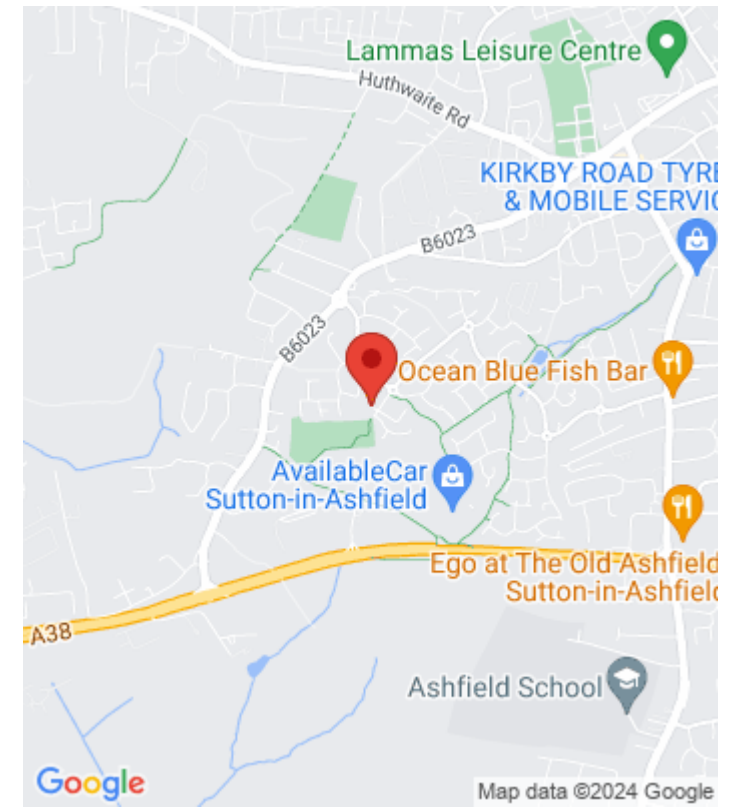 Lammas Leisure Centre
Huthwaite Rd
KIRKBY ROAD TYRE
& MOBILE SERVIC
B6023
B6023
Ocean Blue Fish Bar
AvailableCar
Sutton-in-Ashfield
Ego at The Old Ashfield
Sutton-in-Ashfield
A38
Ashfield School
Google
Map data ©2024 Google